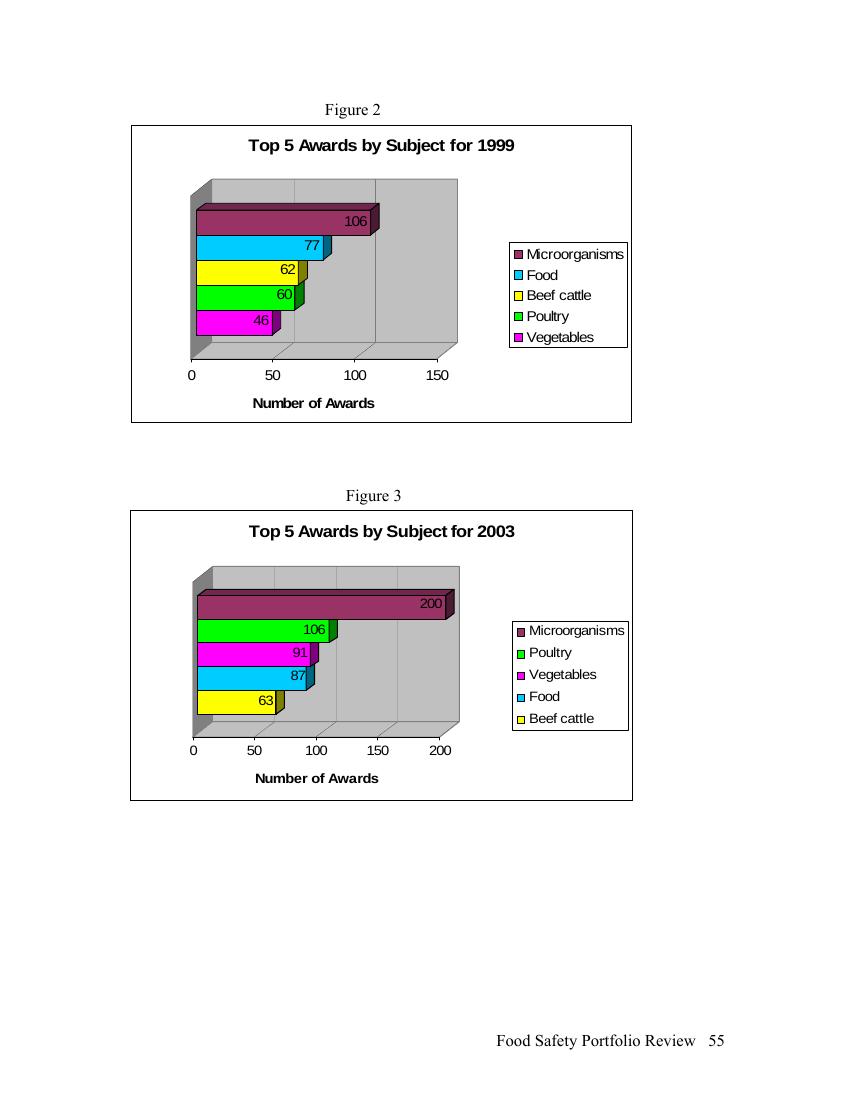 Figure 2
Top 5 Awards by Subject for 1999
106
77
62
60
46
0 50 100 150
Number of Awards
Microorganisms
Food
Beef cattle
Poultry
Vegetables
Figure 3
Top 5 Awards by Subject for 2003
200
106
91
87
63
0 50 100 150 200
Number of Awards
Microorganisms
Poultry
Vegetables
Food
Beef cattle
Food Safety Portfolio Review 55